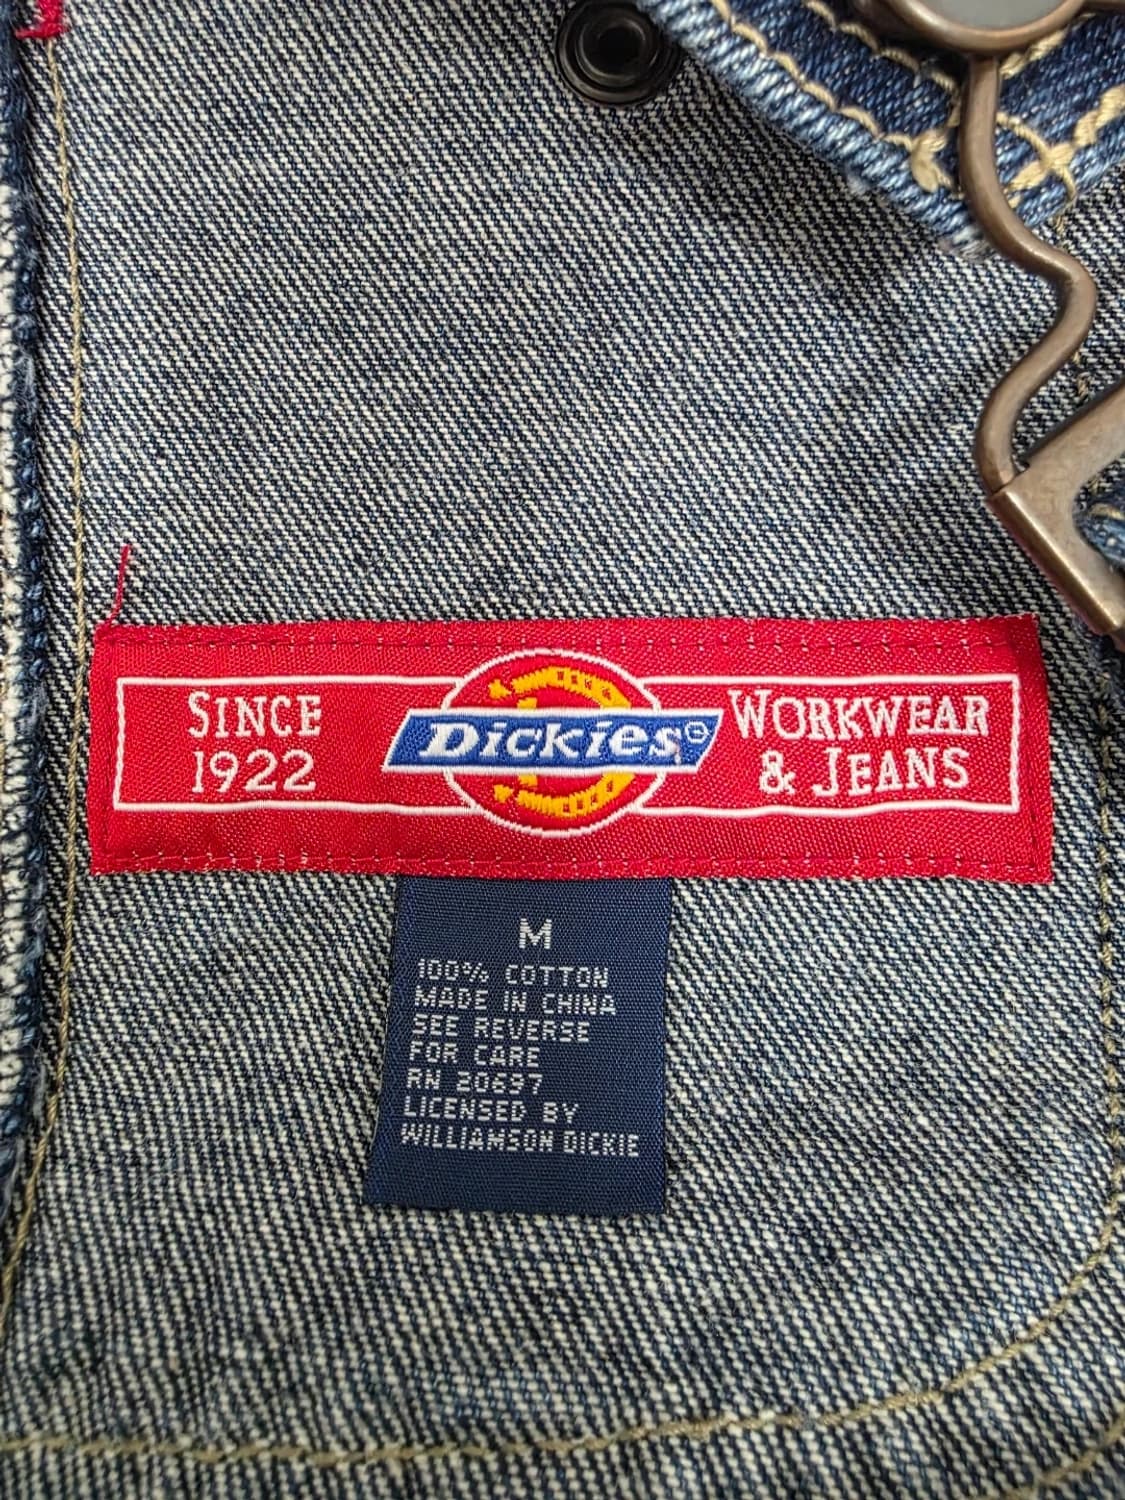 SINCE
1922
Dickies®
WORKWEAR
& JEANS
M
100% COTTON
MADE IN CHINA
SEE REVERSE
FOR CARE
RN 20697
LICENSED BY
WILLIAMSON DICKIE